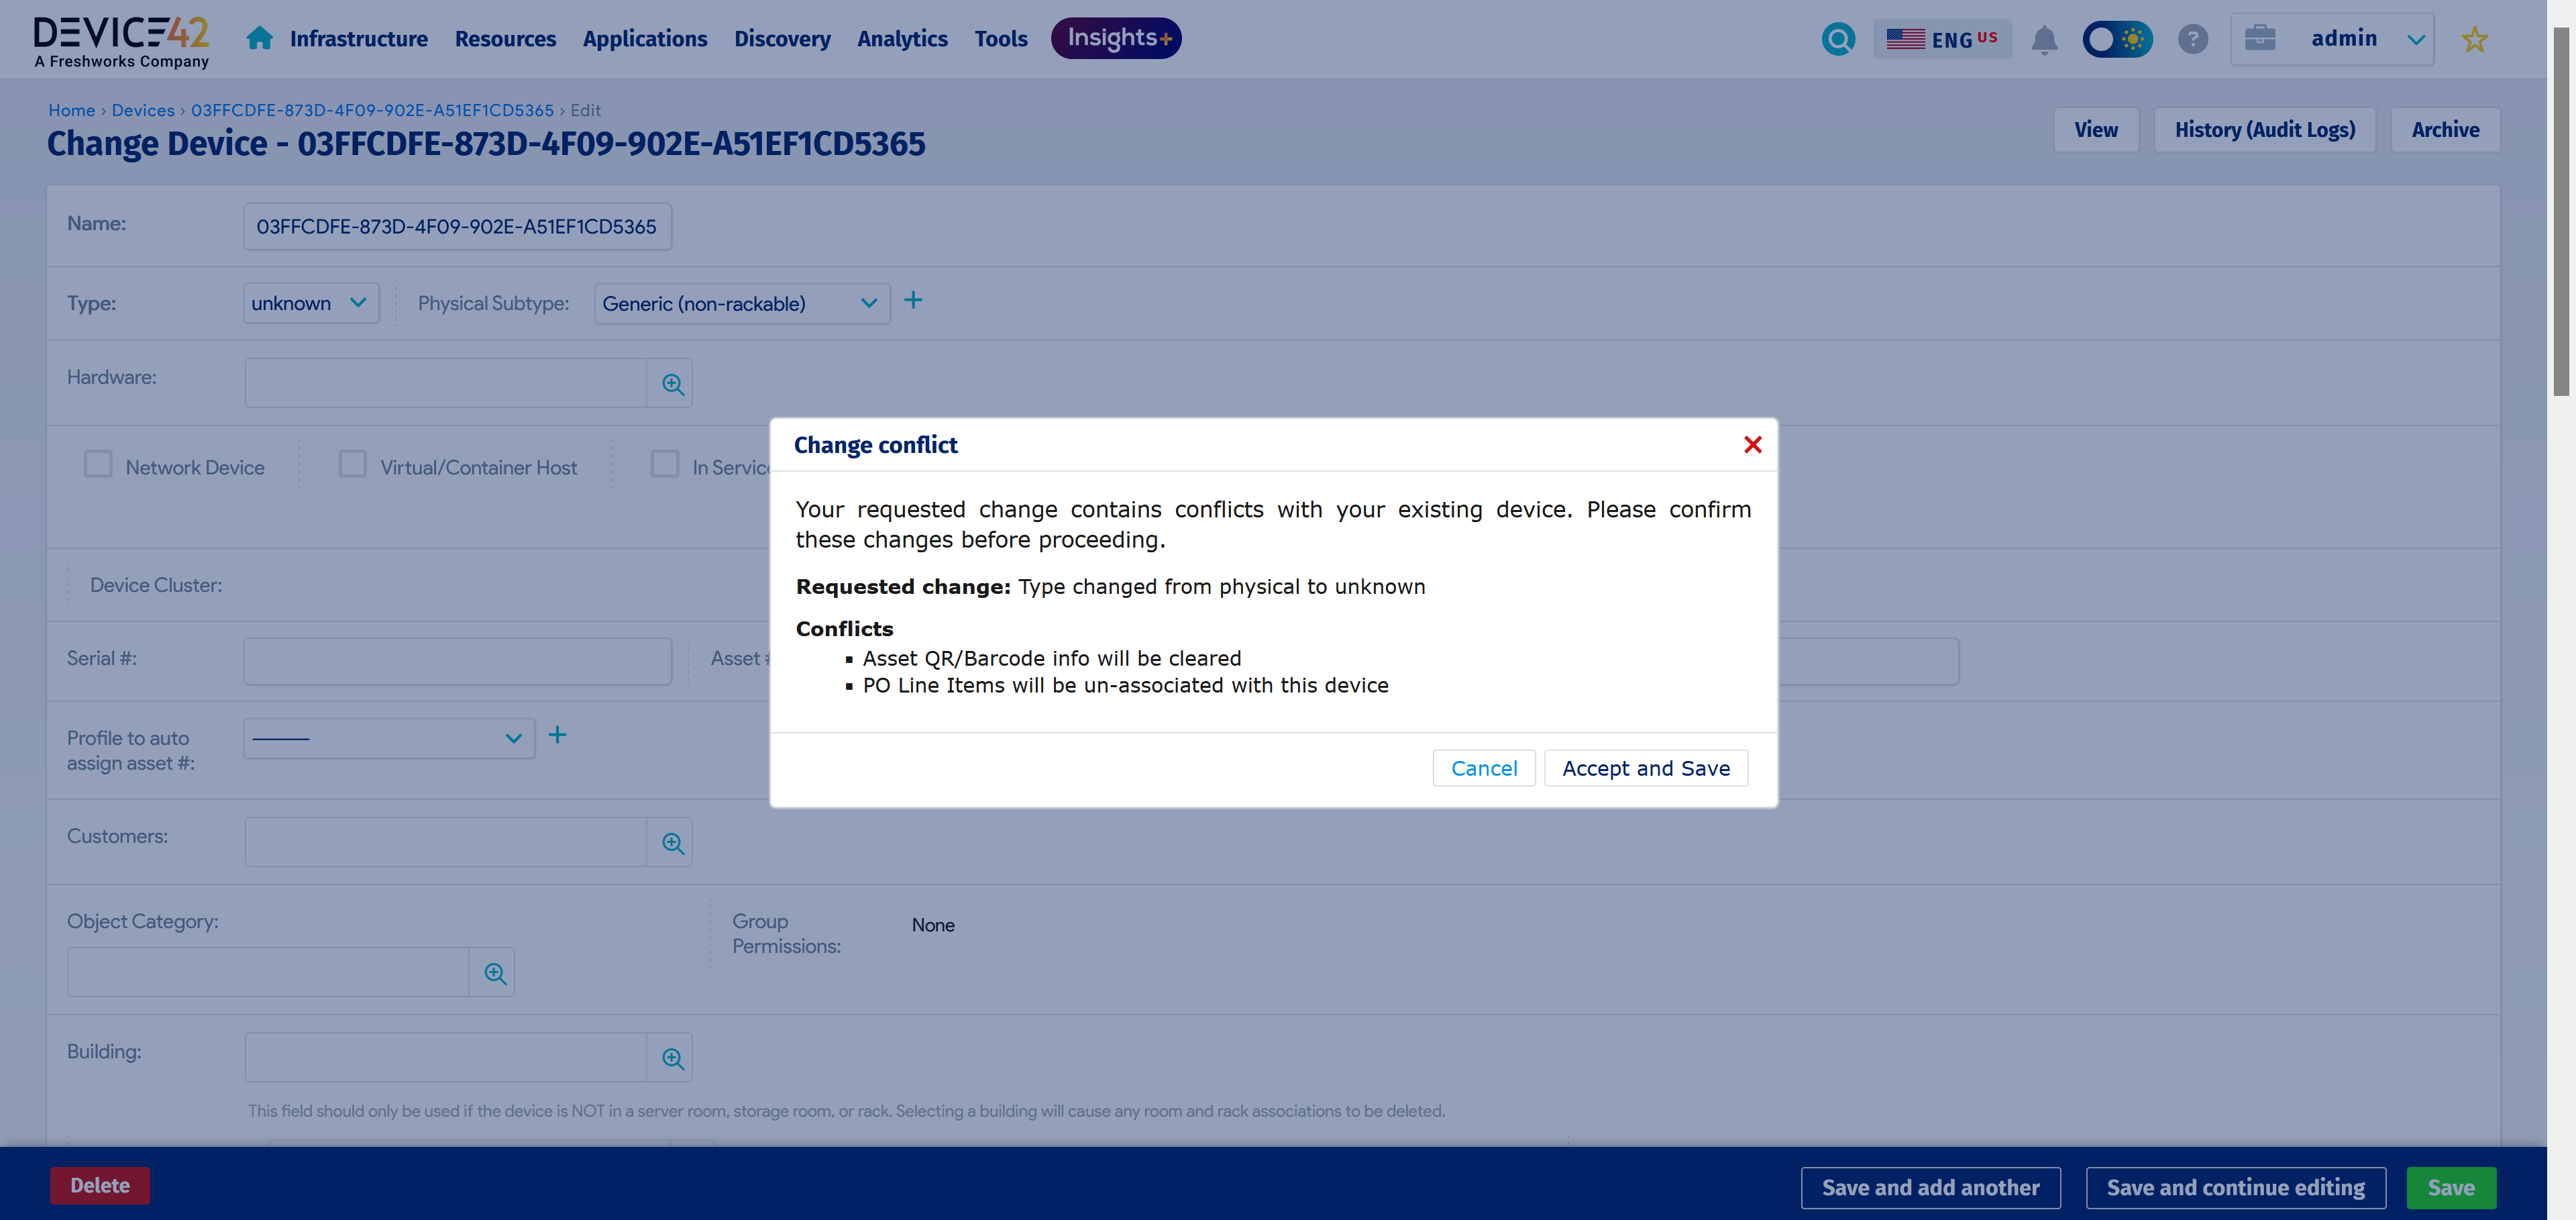 DEVICE42
A Freshworks Company
Infrastructure Resources Applications Discovery Analytics Tools Insights+
ENG US
?
admin
Home › Devices › 03FFCDFE-873D-4F09-902E-A51EF1CD5365 › Edit
Change Device - 03FFCDFE-873D-4F09-902E-A51EF1CD5365
View History (Audit Logs) Archive
Name: 03FFCDFE-873D-4F09-902E-A51EF1CD5365
Type: unknown Physical Subtype: Generic (non-rackable)
Hardware:
Network Device Virtual/Container Host In Servic
Change conflict
Your requested change contains conflicts with your existing device. Please confirm
these changes before proceeding.
Requested change: Type changed from physical to unknown
Conflicts
▪ Asset QR/Barcode info will be cleared
▪ PO Line Items will be un-associated with this device
Cancel Accept and Save
Device Cluster:
Serial #: Asset #
Profile to auto
assign asset #:
Customers:
Object Category:
Group
Permissions:
None
Building:
This field should only be used if the device is NOT in a server room, storage room, or rack. Selecting a building will cause any room and rack associations to be deleted.
Delete Save and add another Save and continue editing Save